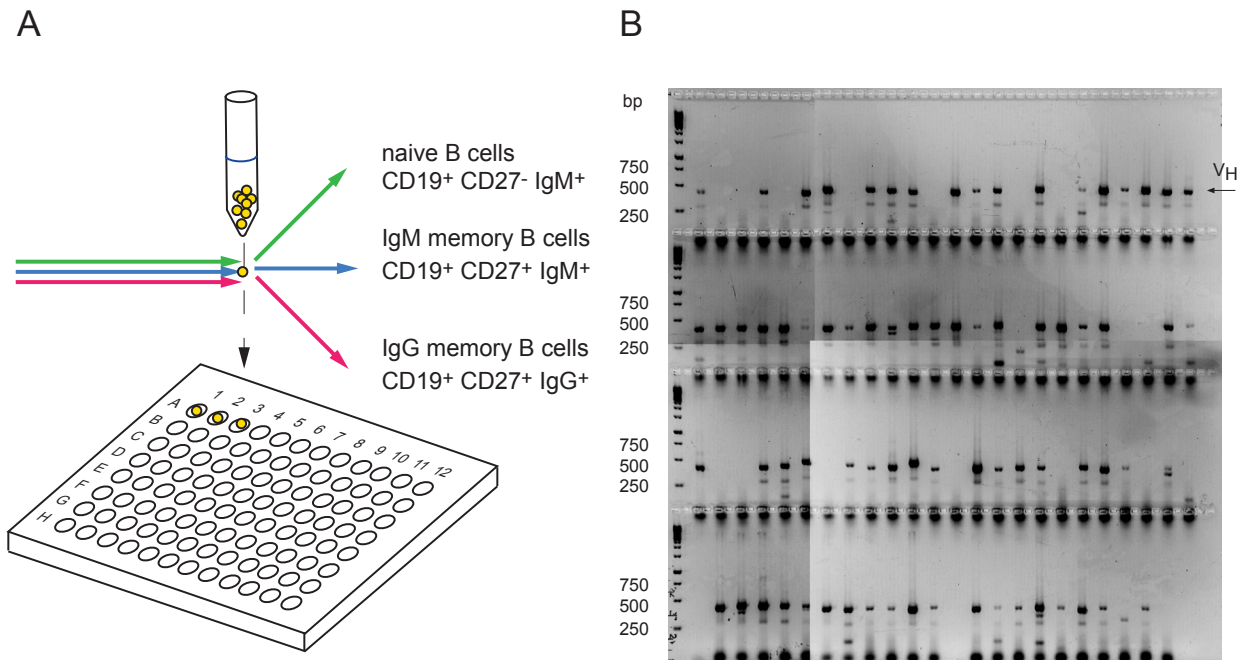 A
naive B cells
CD19+ CD27- IgM+
IgM memory B cells
CD19+ CD27+ IgM+
IgG memory B cells
CD19+ CD27+ IgG+
1 2 3 4 5 6 7 8 9 10 11 12
A
B
C
D
E
F
G
H
B
bp
750
500
250
VH
750
500
250
750
500
250
750
500
250